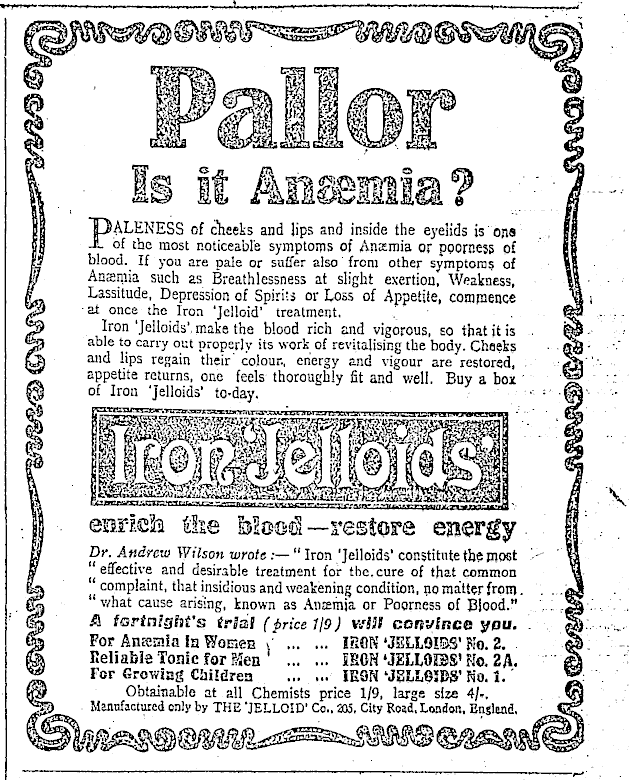 Pallor
Is it Anæmia?
PALENESS of cheeks and lips and inside the eyelids is one
of the most noticeable symptoms of Anæmia or poorness of
blood. If you are pale or suffer also from other symptoms of
Anæmia such as Breathlessness at slight exertion, Weakness,
Lassitude, Depression of Spirits or Loss of Appetite, commence
at once the Iron 'Jelloid' treatment.
Iron 'Jelloids' make the blood rich and vigorous, so that it is
able to carry out properly its work of revitalising the body. Cheeks
and lips regain their colour, energy and vigour are restored,
appetite returns, one feels thoroughly fit and well. Buy a box
of Iron 'Jelloids' to-day.
Iron 'Jelloids'
enrich the blood—restore energy
Dr. Andrew Wilson wrote:— "Iron 'Jelloids' constitute the most
"effective and desirable treatment for the cure of that common
"complaint, that insidious and weakening condition, no matter from
"what cause arising, known as Anæmia or Poorness of Blood."
A fortnight's trial (price 1/9) will convince you.
For Anæmia in Women ... ... IRON 'JELLOIDS' No. 2.
Reliable Tonic for Men ... ... IRON 'JELLOIDS' No. 2A.
For Growing Children ... ... IRON 'JELLOIDS' No. 1.
Obtainable at all Chemists price 1/9, large size 4/-.
Manufactured only by THE 'JELLOID' Co., 205, City Road, London, England.